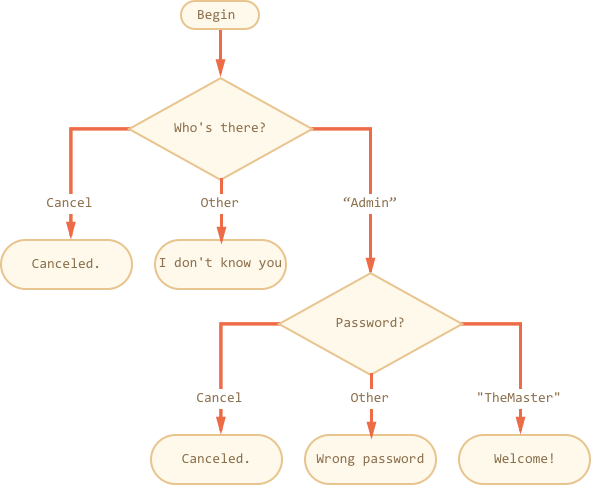 Begin
Who's there?
Cancel
Other
“Admin”
Canceled.
I don't know you
Password?
Cancel
Other
"TheMaster"
Canceled.
Wrong password
Welcome!